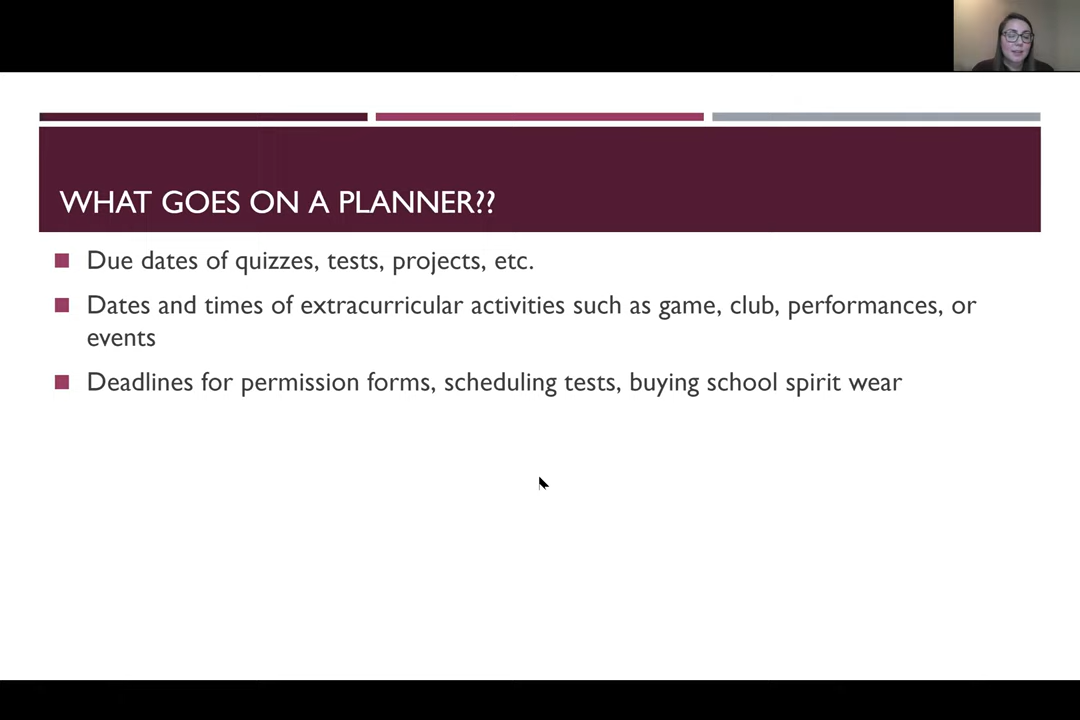 WHAT GOES ON A PLANNER??
Due dates of quizzes, tests, projects, etc.
Dates and times of extracurricular activities such as game, club, performances, or
events
Deadlines for permission forms, scheduling tests, buying school spirit wear